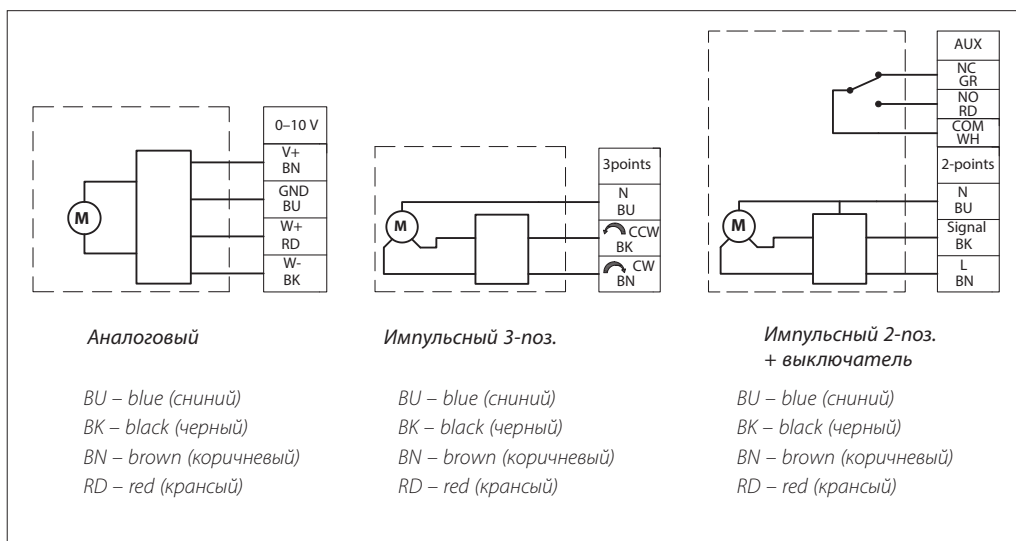 0–10 V
V+
BN
GND
BU
W+
RD
W-
BK
M
Аналоговый
BU – blue (сниний)
BK – black (черный)
BN – brown (коричневый)
RD – red (крансый)
3points
N
BU
CCW
BK
CW
BN
M
Импульсный 3-поз.
BU – blue (сниний)
BK – black (черный)
BN – brown (коричневый)
RD – red (крансый)
AUX
NC
GR
NO
RD
COM
WH
2-points
N
BU
Signal
BK
L
BN
M
Импульсный 2-поз.
+ выключатель
BU – blue (сниний)
BK – black (черный)
BN – brown (коричневый)
RD – red (крансый)